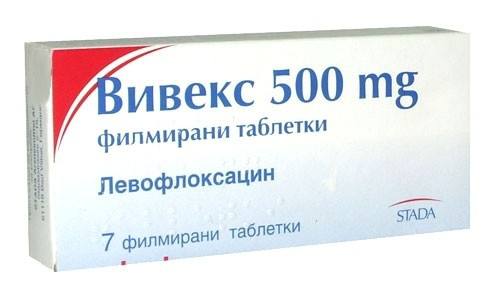 Вивекс 500 mg
филмирани таблетки
Левофлоксацин
7 филмирани таблетки
STADA